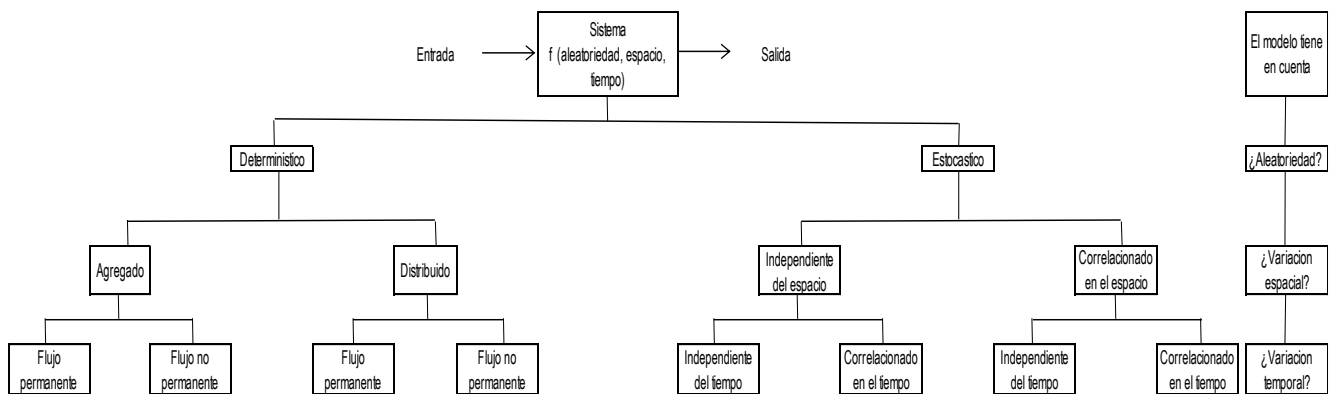 Sistema
f (aleatoriedad, espacio,
tiempo)
Entrada
Salida
El modelo tiene
en cuenta
Deterministico
Estocastico
¿Aleatoriedad?
Agregado
Distribuido
Independiente
del espacio
Correlacionado
en el espacio
¿Variacion
espacial?
Flujo
permanente
Flujo no
permanente
Flujo
permanente
Flujo no
permanente
Independiente
del tiempo
Correlacionado
en el tiempo
Independiente
del tiempo
Correlacionado
en el tiempo
¿Variacion
temporal?